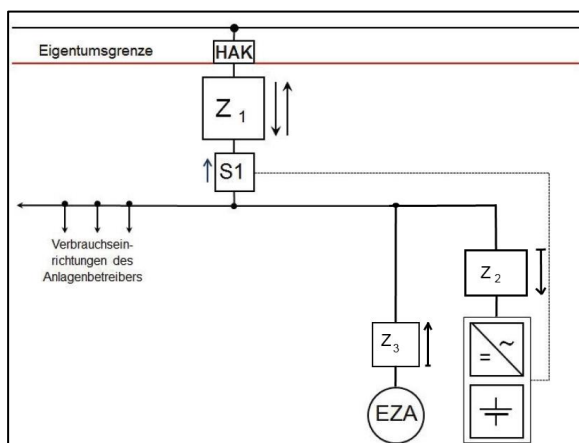 Eigentumsgrenze
HAK
Z 1
S1
Verbrauchsein-
richtungen des
Anlagenbetreibers
Z 2
Z 3
= ~
EZA